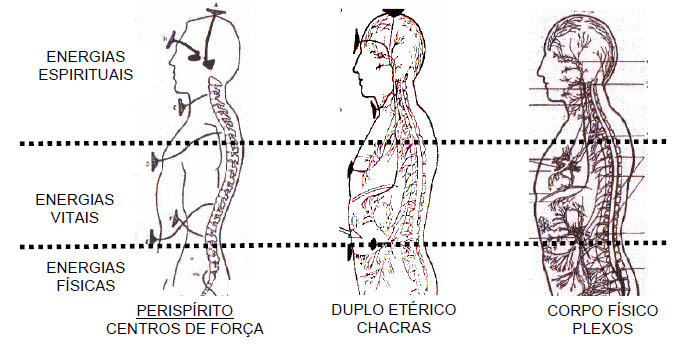 ENERGIAS
ESPIRITUAIS
ENERGIAS
VITAIS
ENERGIAS
FÍSICAS
PERISPÍRITO
CENTROS DE FORÇA
DUPLO ETÉRICO
CHACRAS
CORPO FÍSICO
PLEXOS